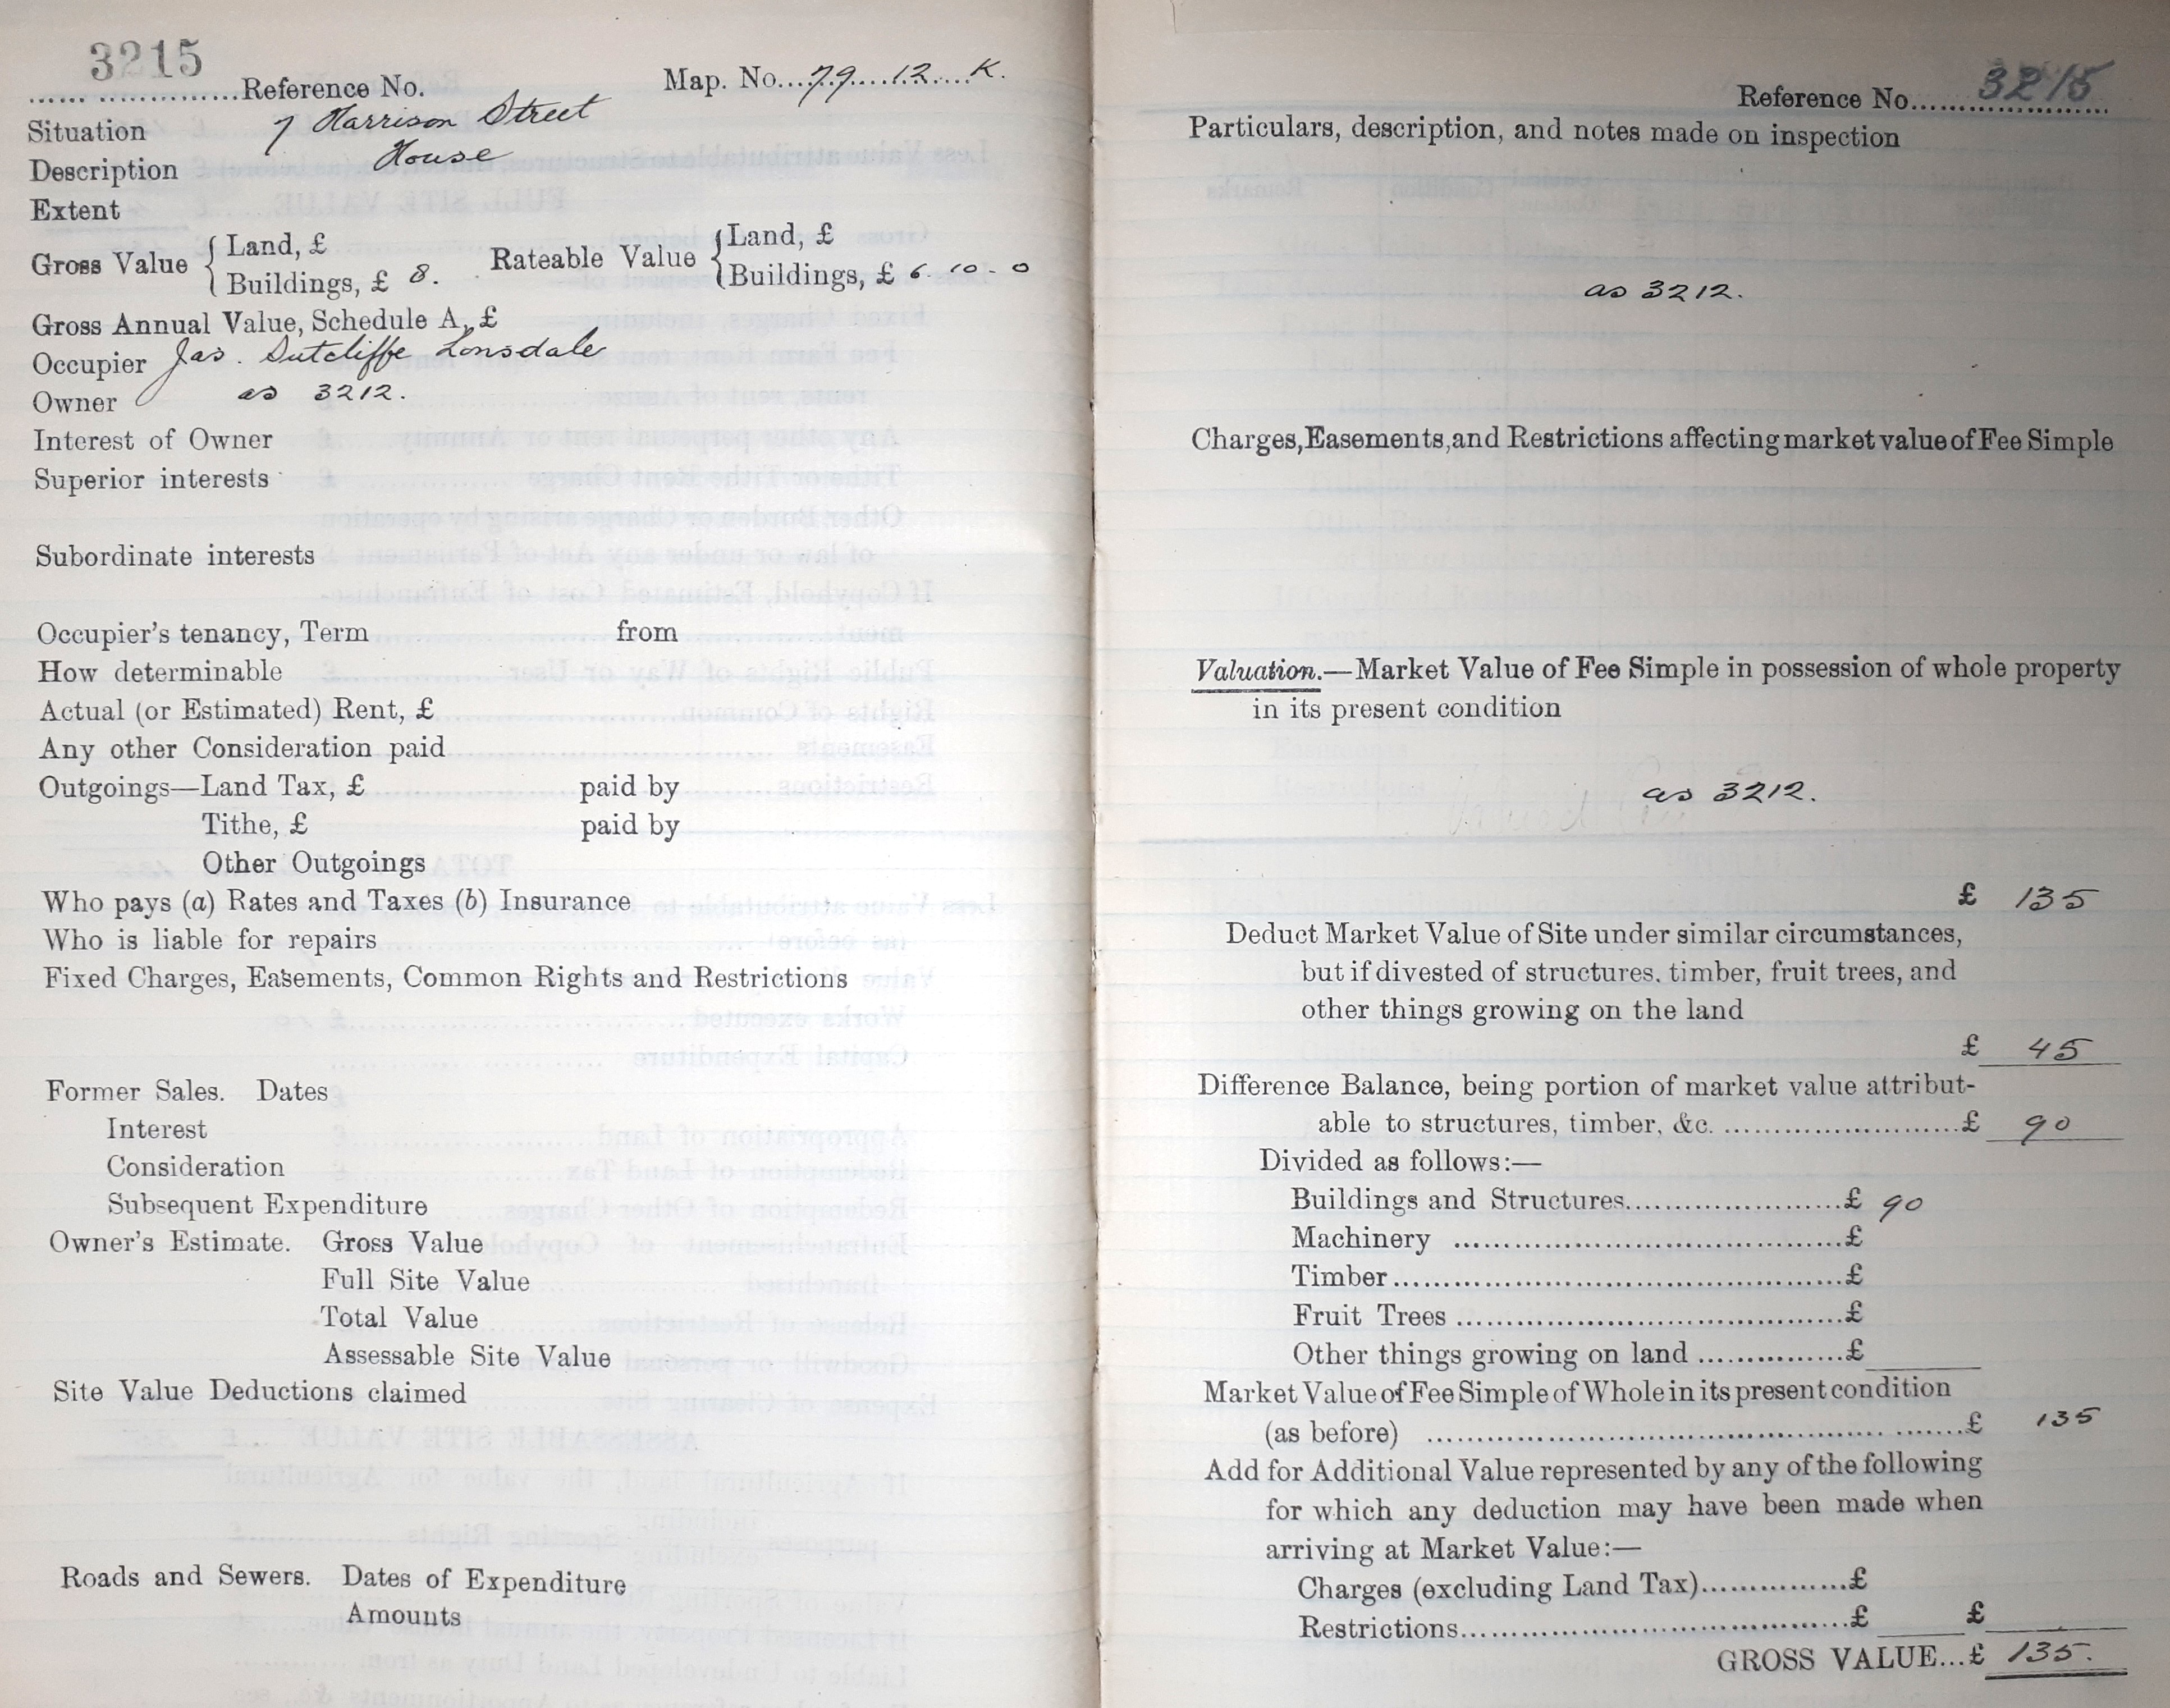 3215
Reference No. Map. No. 79 12 K.
Situation 7 Harrison Street
Description House
Extent
Gross Value { Land, £ Rateable Value { Land, £
Buildings, £ 8. Buildings, £ 6. 10 - 0
Gross Annual Value, Schedule A, £
Occupier Jas. Sutcliffe Lonsdale
Owner as 3212.
Interest of Owner
Superior interests
Subordinate interests
Occupier's tenancy, Term from
How determinable
Actual (or Estimated) Rent, £
Any other Consideration paid
Outgoings—Land Tax, £ paid by
Tithe, £ paid by
Other Outgoings
Who pays (a) Rates and Taxes (b) Insurance
Who is liable for repairs
Fixed Charges, Easements, Common Rights and Restrictions
Former Sales. Dates
Interest
Consideration
Subsequent Expenditure
Owner's Estimate. Gross Value
Full Site Value
Total Value
Assessable Site Value
Site Value Deductions claimed
Roads and Sewers. Dates of Expenditure
Amounts
Reference No. 3215
Particulars, description, and notes made on inspection
as 3212.
Charges, Easements, and Restrictions affecting market value of Fee Simple
Valuation.—Market Value of Fee Simple in possession of whole property
in its present condition
as 3212.
£ 135
Deduct Market Value of Site under similar circumstances,
but if divested of structures, timber, fruit trees, and
other things growing on the land
£ 45
Difference Balance, being portion of market value attribut-
able to structures, timber, &c. £ 90
Divided as follows:—
Buildings and Structures £ 90
Machinery £
Timber £
Fruit Trees £
Other things growing on land £
Market Value of Fee Simple of Whole in its present condition
(as before) £ 135
Add for Additional Value represented by any of the following
for which any deduction may have been made when
arriving at Market Value:—
Charges (excluding Land Tax) £
Restrictions £ £
GROSS VALUE...£ 135.